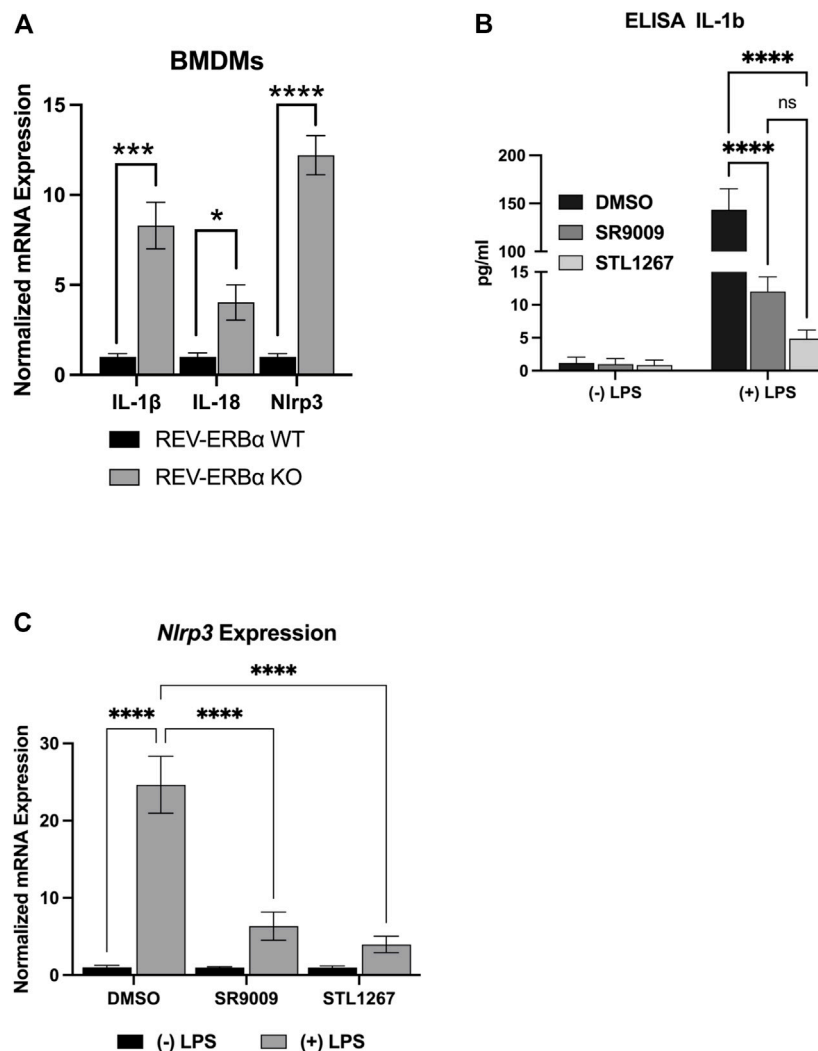 A
BMDMs
Normalized mRNA Expression
15
10
5
0
***
*
****
IL-1β
IL-18
Nlrp3
REV-ERBα WT
REV-ERBα KO
B
ELISA IL-1b
****
ns
****
pg/ml
200
150
100
15
10
5
0
DMSO
SR9009
STL1267
(-) LPS
(+) LPS
C
Nlrp3 Expression
****
****
****
Normalized mRNA Expression
30
20
10
0
DMSO
SR9009
STL1267
(-) LPS
(+) LPS